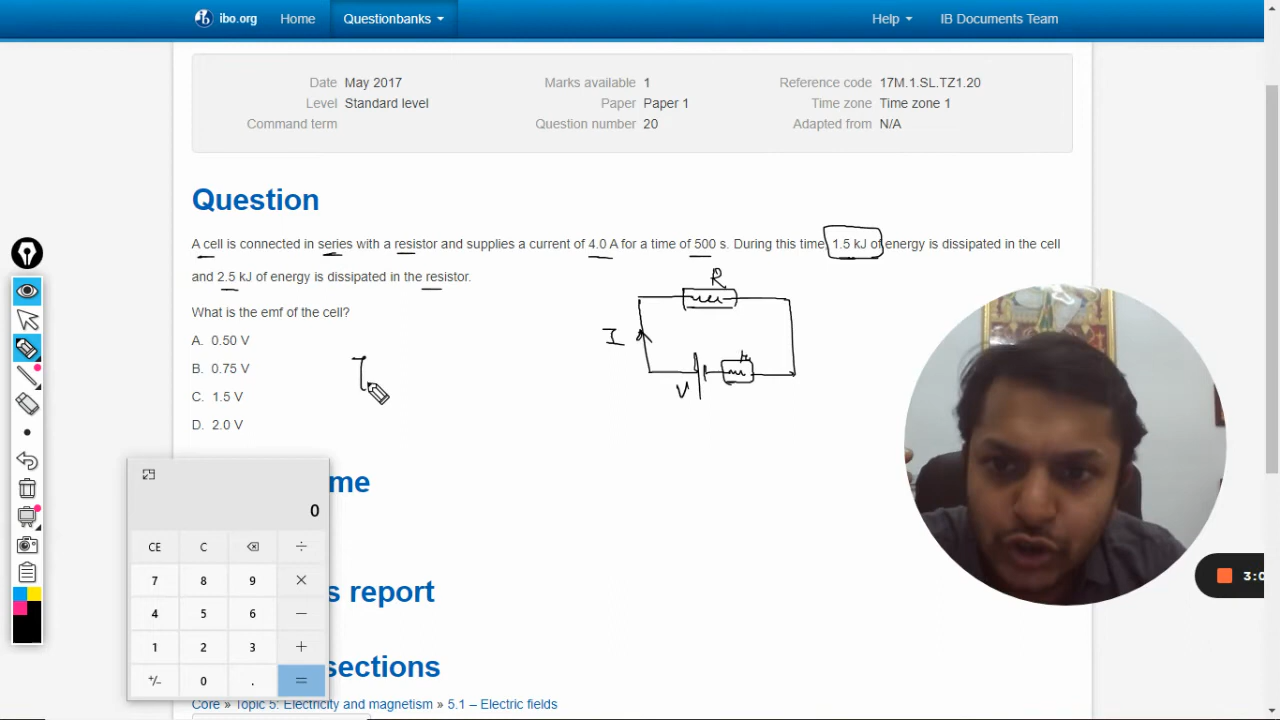 ibo.org Home Questionbanks Help IB Documents Team
Date May 2017 Marks available 1 Reference code 17M.1.SL.TZ1.20
Level Standard level Paper Paper 1 Time zone Time zone 1
Command term Question number 20 Adapted from N/A
Question
A cell is connected in series with a resistor and supplies a current of 4.0 A for a time of 500 s. During this time, 1.5 kJ of energy is dissipated in the cell
and 2.5 kJ of energy is dissipated in the resistor.
R
What is the emf of the cell?
I
A. 0.50 V
B. 0.75 V
V
C. 1.5 V
D. 2.0 V
me
0
CE C ÷
7 8 9 ×
s report
4 5 6 −
1 2 3 +
sections
+/− 0 . =
Core » Topic 5: Electricity and magnetism » 5.1 – Electric fields